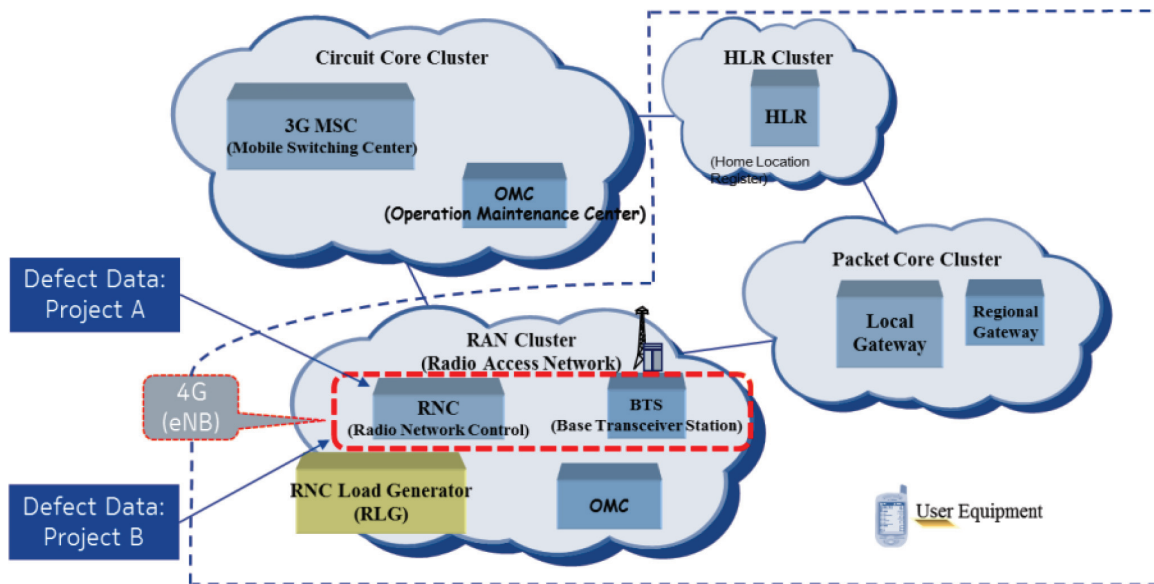 Circuit Core Cluster
3G MSC
(Mobile Switching Center)
OMC
(Operation Maintenance Center)
HLR Cluster
HLR
(Home Location
Register)
Packet Core Cluster
Local
Gateway
Regional
Gateway
Defect Data:
Project A
RAN Cluster
(Radio Access Network)
4G
(eNB)
RNC
(Radio Network Control)
BTS
(Base Transceiver Station)
Defect Data:
Project B
RNC Load Generator
(RLG)
OMC
User Equipment